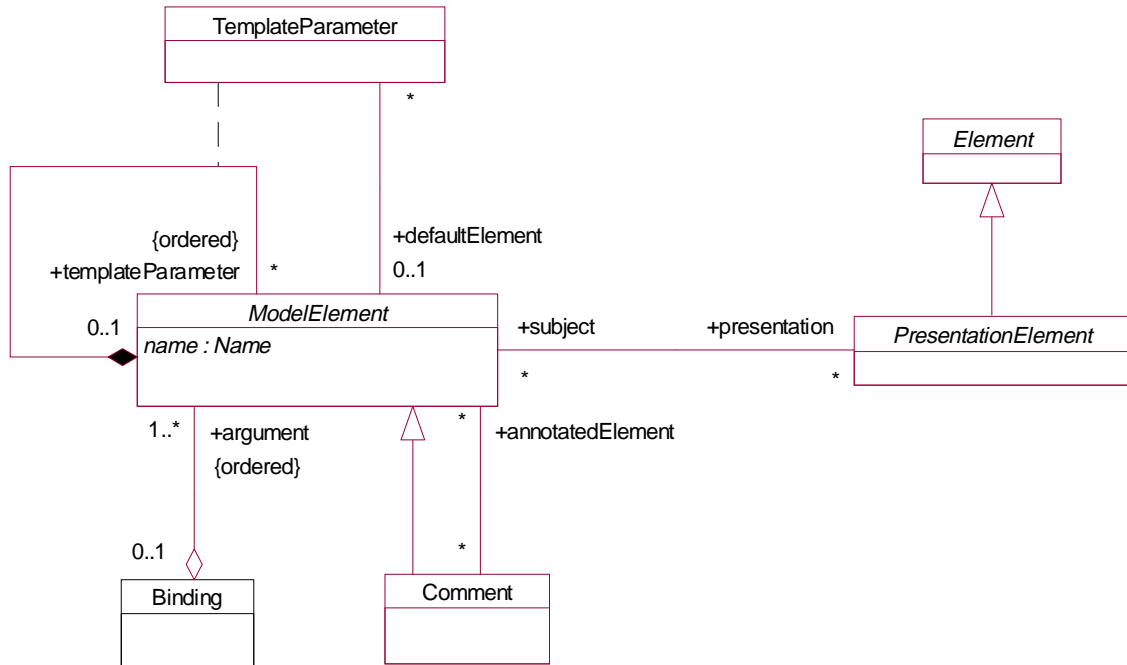 TemplateParameter
*
Element
{ordered}
+templateParameter
*
+defaultElement
0..1
0..1
ModelElement
name : Name
+subject
*
+presentation
*
PresentationElement
1..*
+argument
{ordered}
*
+annotatedElement
0..1
*
Binding
Comment